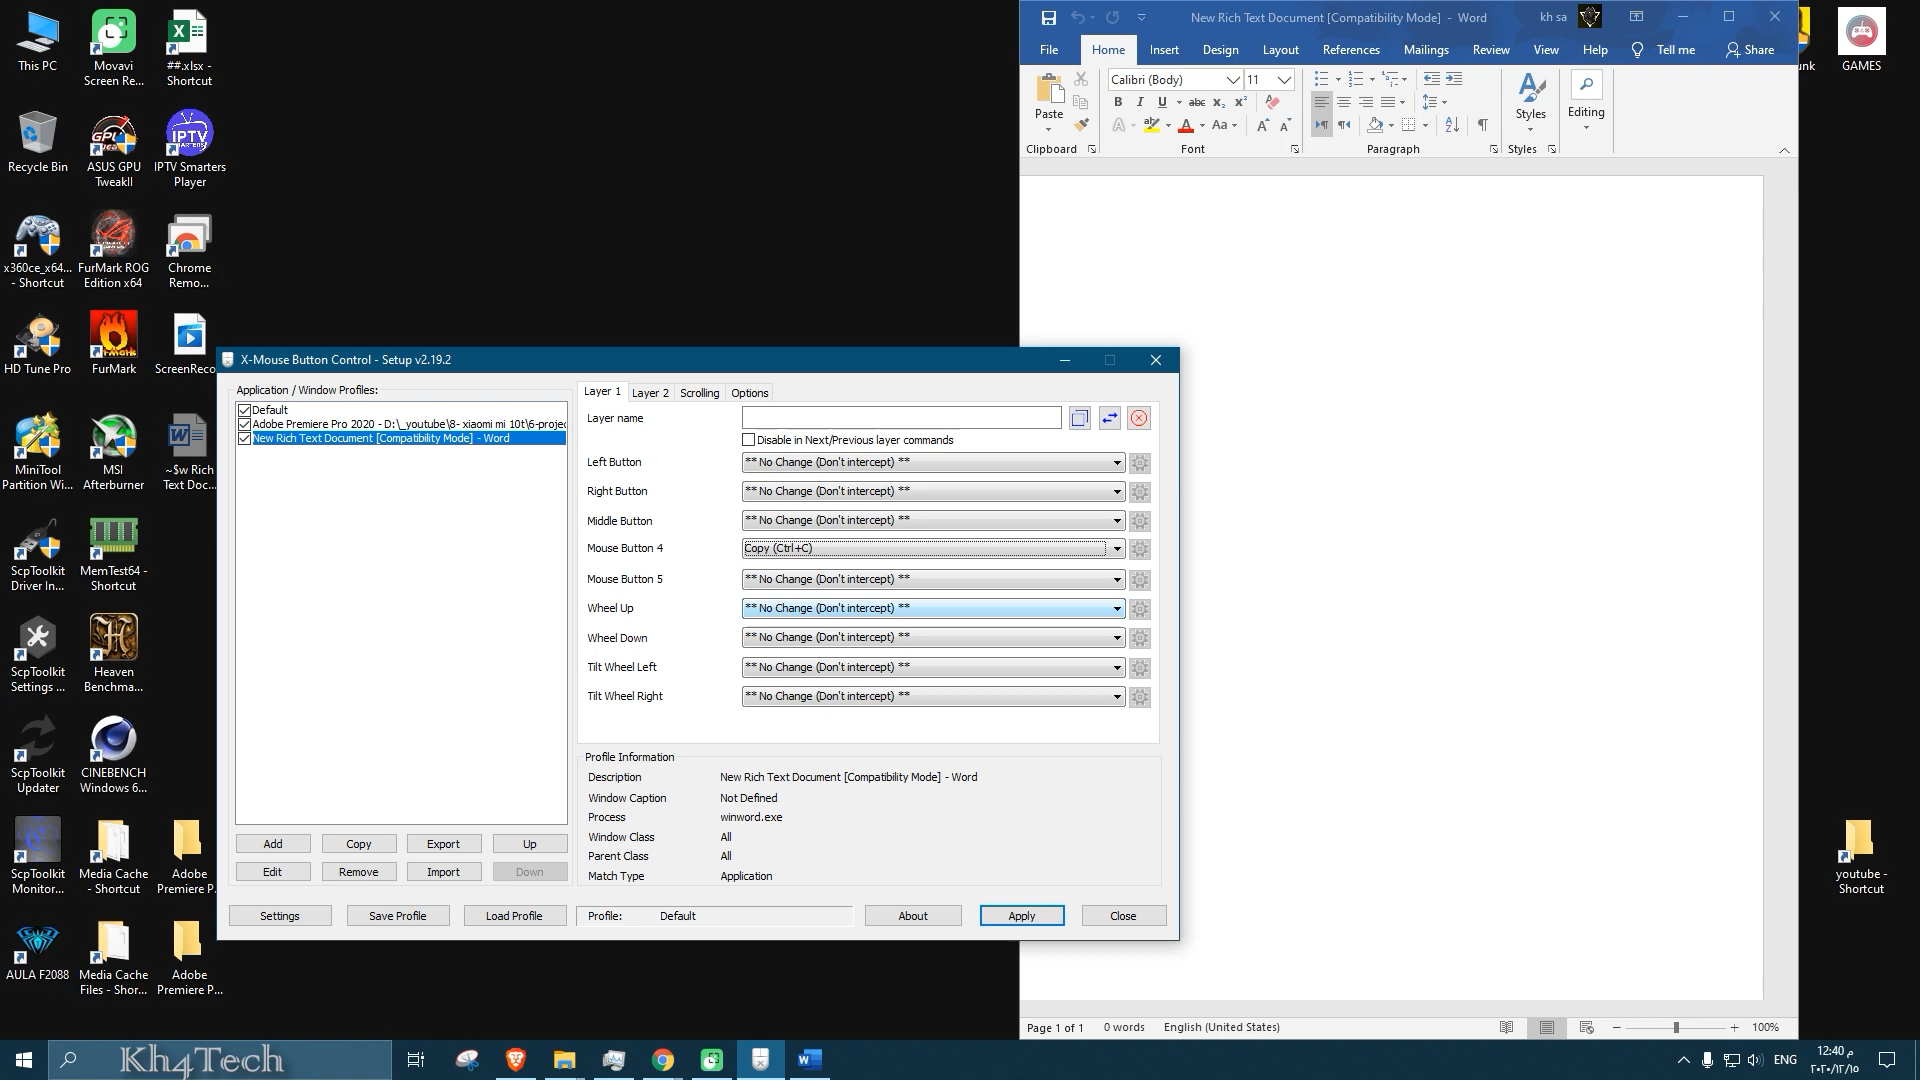 This PC
Movavi
Screen Re...
##.xlsx -
Shortcut
Recycle Bin
ASUS GPU
TweakII
IPTV Smarters
Player
x360ce_x64...
- Shortcut
FurMark ROG
Edition x64
Chrome
Remo...
HD Tune Pro
FurMark
ScreenReco
MiniTool
Partition Wi...
MSI
Afterburner
~$w Rich
Text Doc...
ScpToolkit
Driver In...
MemTest64 -
Shortcut
ScpToolkit
Settings ...
Heaven
Benchma...
ScpToolkit
Updater
CINEBENCH
Windows 6...
ScpToolkit
Monitor...
Media Cache
- Shortcut
Adobe
Premiere P...
AULA F2088
Media Cache
Files - Shor...
Adobe
Premiere P...
GAMES
youtube -
Shortcut
New Rich Text Document [Compatibility Mode] - Word
kh sa
File Home Insert Design Layout References Mailings Review View Help Tell me Share
Calibri (Body) 11
Paste
Styles
Editing
Clipboard Font Paragraph Styles
X-Mouse Button Control - Setup v2.19.2
Application / Window Profiles:
Default
Adobe Premiere Pro 2020 - D:\_youtube\8- xiaomi mi 10t\6-projec
New Rich Text Document [Compatibility Mode] - Word
Add Copy Export Up
Edit Remove Import Down
Layer 1 Layer 2 Scrolling Options
Layer name
Disable in Next/Previous layer commands
Left Button ** No Change (Don't intercept) **
Right Button ** No Change (Don't intercept) **
Middle Button ** No Change (Don't intercept) **
Mouse Button 4 Copy (Ctrl+C)
Mouse Button 5 ** No Change (Don't intercept) **
Wheel Up ** No Change (Don't intercept) **
Wheel Down ** No Change (Don't intercept) **
Tilt Wheel Left ** No Change (Don't intercept) **
Tilt Wheel Right ** No Change (Don't intercept) **
Profile Information
Description New Rich Text Document [Compatibility Mode] - Word
Window Caption Not Defined
Process winword.exe
Window Class All
Parent Class All
Match Type Application
Settings Save Profile Load Profile Profile: Default About Apply Close
Page 1 of 1 0 words English (United States) 100%
Kh4Tech
ENG
12:40 م
٢٠٢٠/١٢/١٥